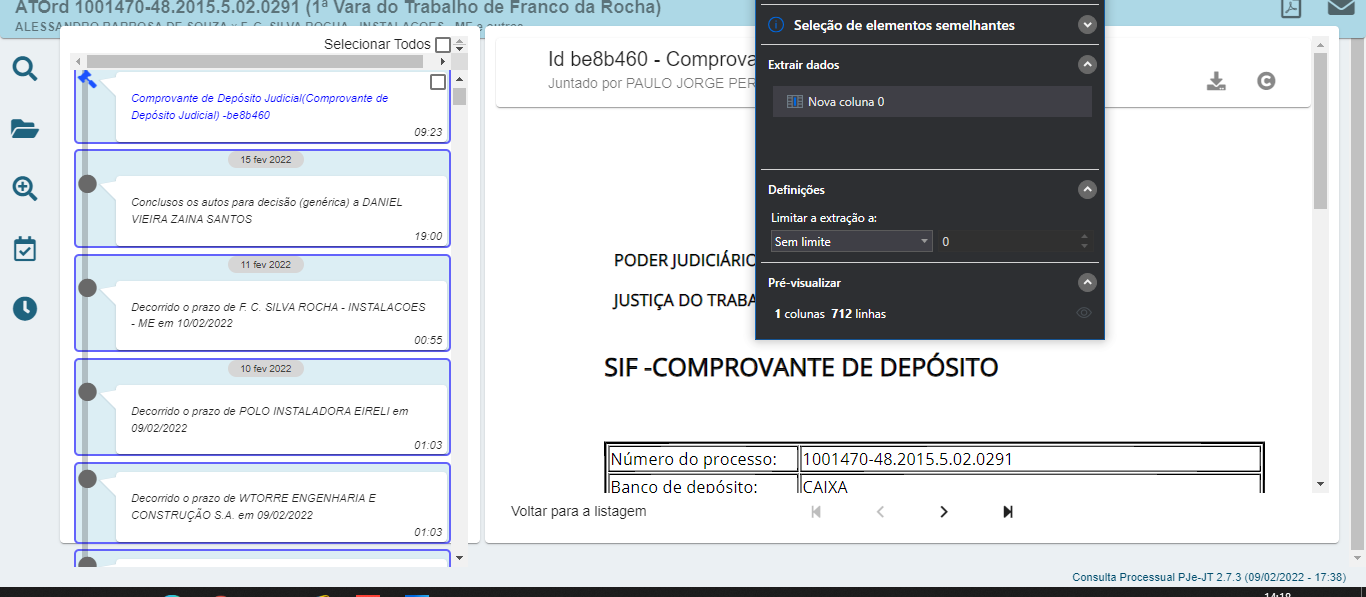 ATOrd 1001470-48.2015.5.02.0291 (1ª Vara do Trabalho de Franco da Rocha)
ALESSANDRO BARBOSA DE SOUZA x F. C. SILVA ROCHA - INSTALACOES - ME e outros
Selecionar Todos
Comprovante de Depósito Judicial(Comprovante de
Depósito Judicial) -be8b460
09:23
15 fev 2022
Conclusos os autos para decisão (genérica) a DANIEL
VIEIRA ZAINA SANTOS
19:00
11 fev 2022
Decorrido o prazo de F. C. SILVA ROCHA - INSTALACOES
- ME em 10/02/2022
00:55
10 fev 2022
Decorrido o prazo de POLO INSTALADORA EIRELI em
09/02/2022
01:03
Decorrido o prazo de WTORRE ENGENHARIA E
CONSTRUÇÃO S.A. em 09/02/2022
01:03
Id be8b460 - Comprova
Juntado por PAULO JORGE PER
Seleção de elementos semelhantes
Extrair dados
Nova coluna 0
Definições
Limitar a extração a:
Sem limite
0
Pré-visualizar
1 colunas 712 linhas
PODER JUDICIÁRIO
JUSTIÇA DO TRABA
SIF -COMPROVANTE DE DEPÓSITO
Número do processo: 1001470-48.2015.5.02.0291
Banco de depósito: CAIXA
Voltar para a listagem
Consulta Processual PJe-JT 2.7.3 (09/02/2022 - 17:38)
14:18